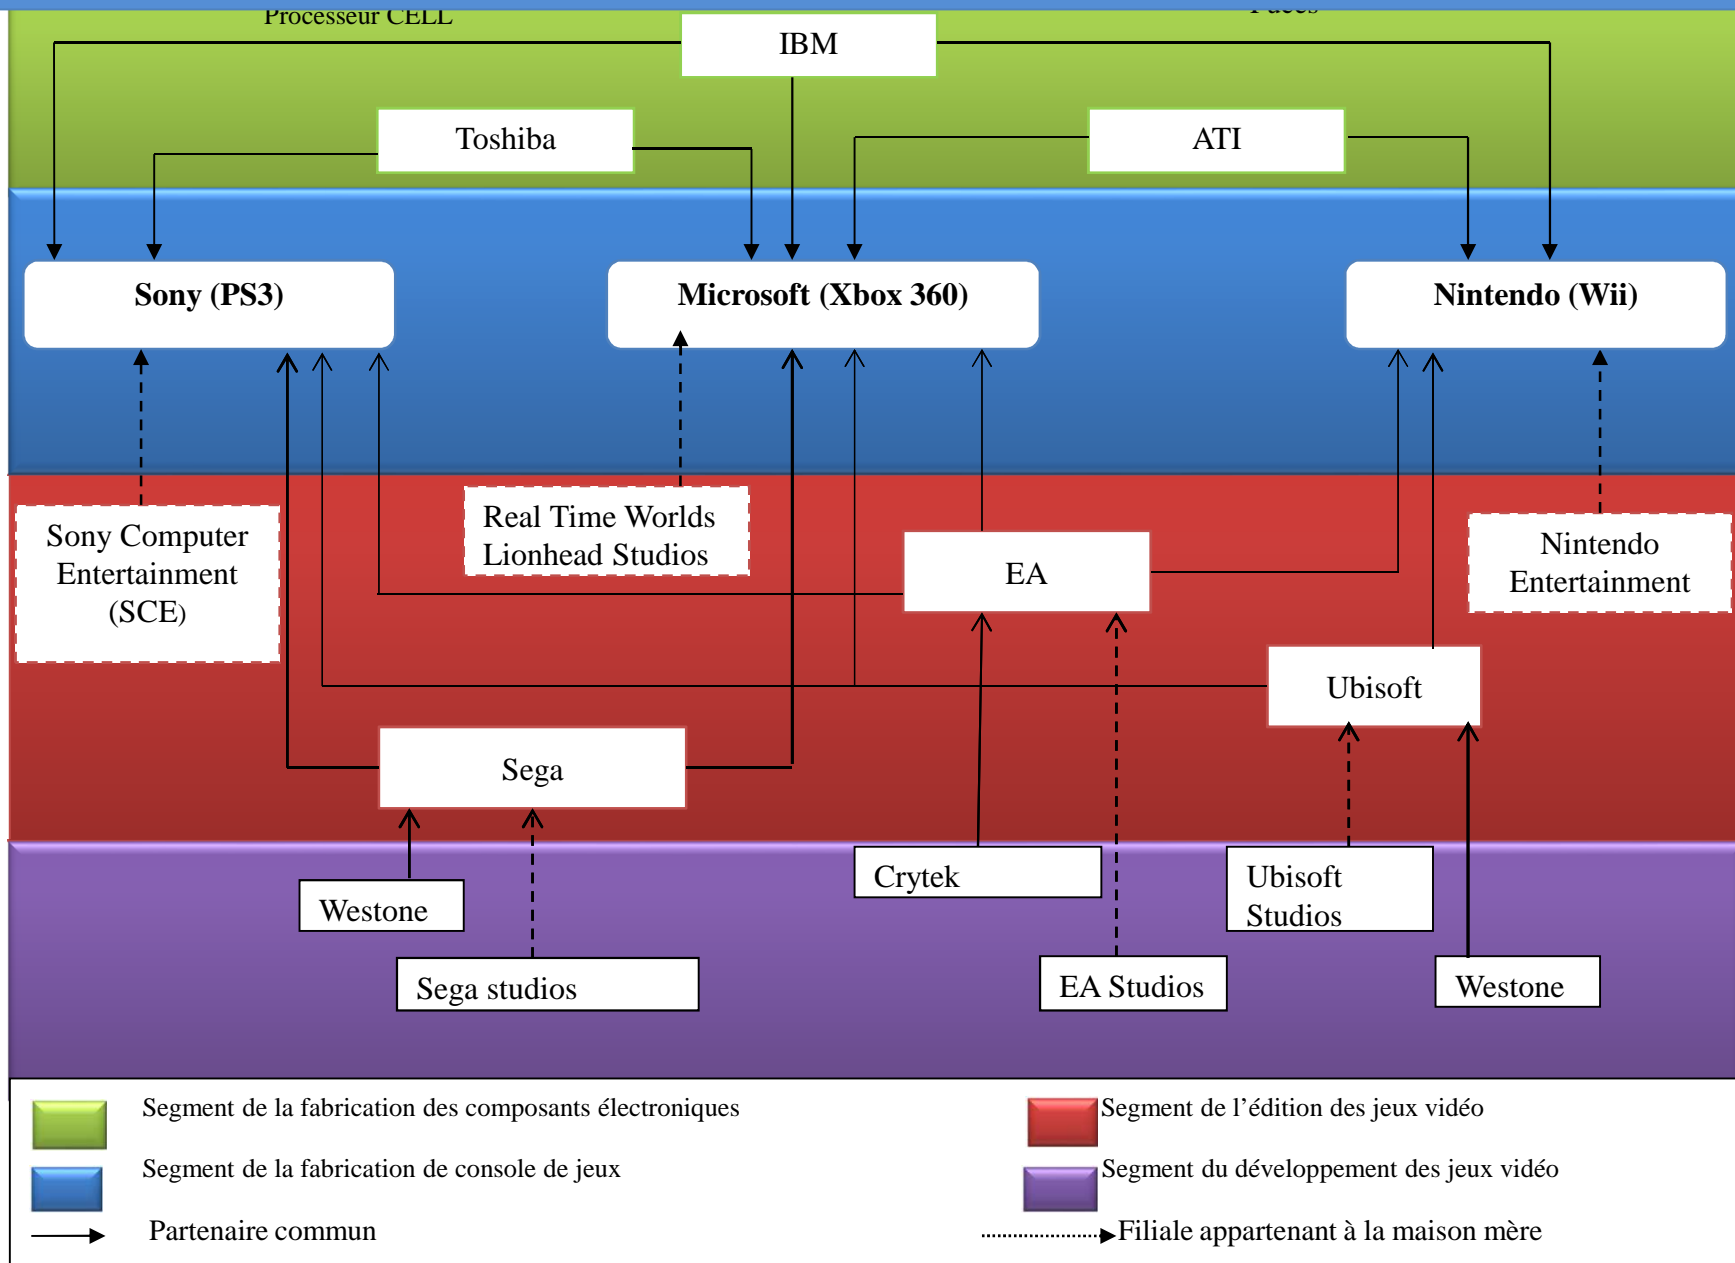 Processeur CELL
Puces
IBM
Toshiba
ATI
Sony (PS3)
Microsoft (Xbox 360)
Nintendo (Wii)
Sony Computer
Entertainment
(SCE)
Real Time Worlds
Lionhead Studios
EA
Nintendo
Entertainment
Ubisoft
Sega
Westone
Sega studios
Crytek
EA Studios
Ubisoft
Studios
Westone
Segment de la fabrication des composants électroniques
Segment de l’édition des jeux vidéo
Segment de la fabrication de console de jeux
Segment du développement des jeux vidéo
Partenaire commun
Filiale appartenant à la maison mère